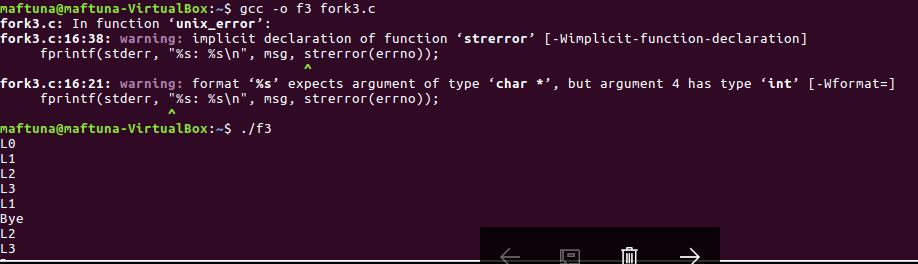 maftuna@maftuna-VirtualBox:~$ gcc -o f3 fork3.c
fork3.c: In function ‘unix_error’:
fork3.c:16:38: warning: implicit declaration of function ‘strerror’ [-Wimplicit-function-declaration]
fprintf(stderr, "%s: %s\n", msg, strerror(errno));
^
fork3.c:16:21: warning: format ‘%s’ expects argument of type ‘char *’, but argument 4 has type ‘int’ [-Wformat=]
fprintf(stderr, "%s: %s\n", msg, strerror(errno));
^
maftuna@maftuna-VirtualBox:~$ ./f3
L0
L1
L2
L3
L1
Bye
L2
L3